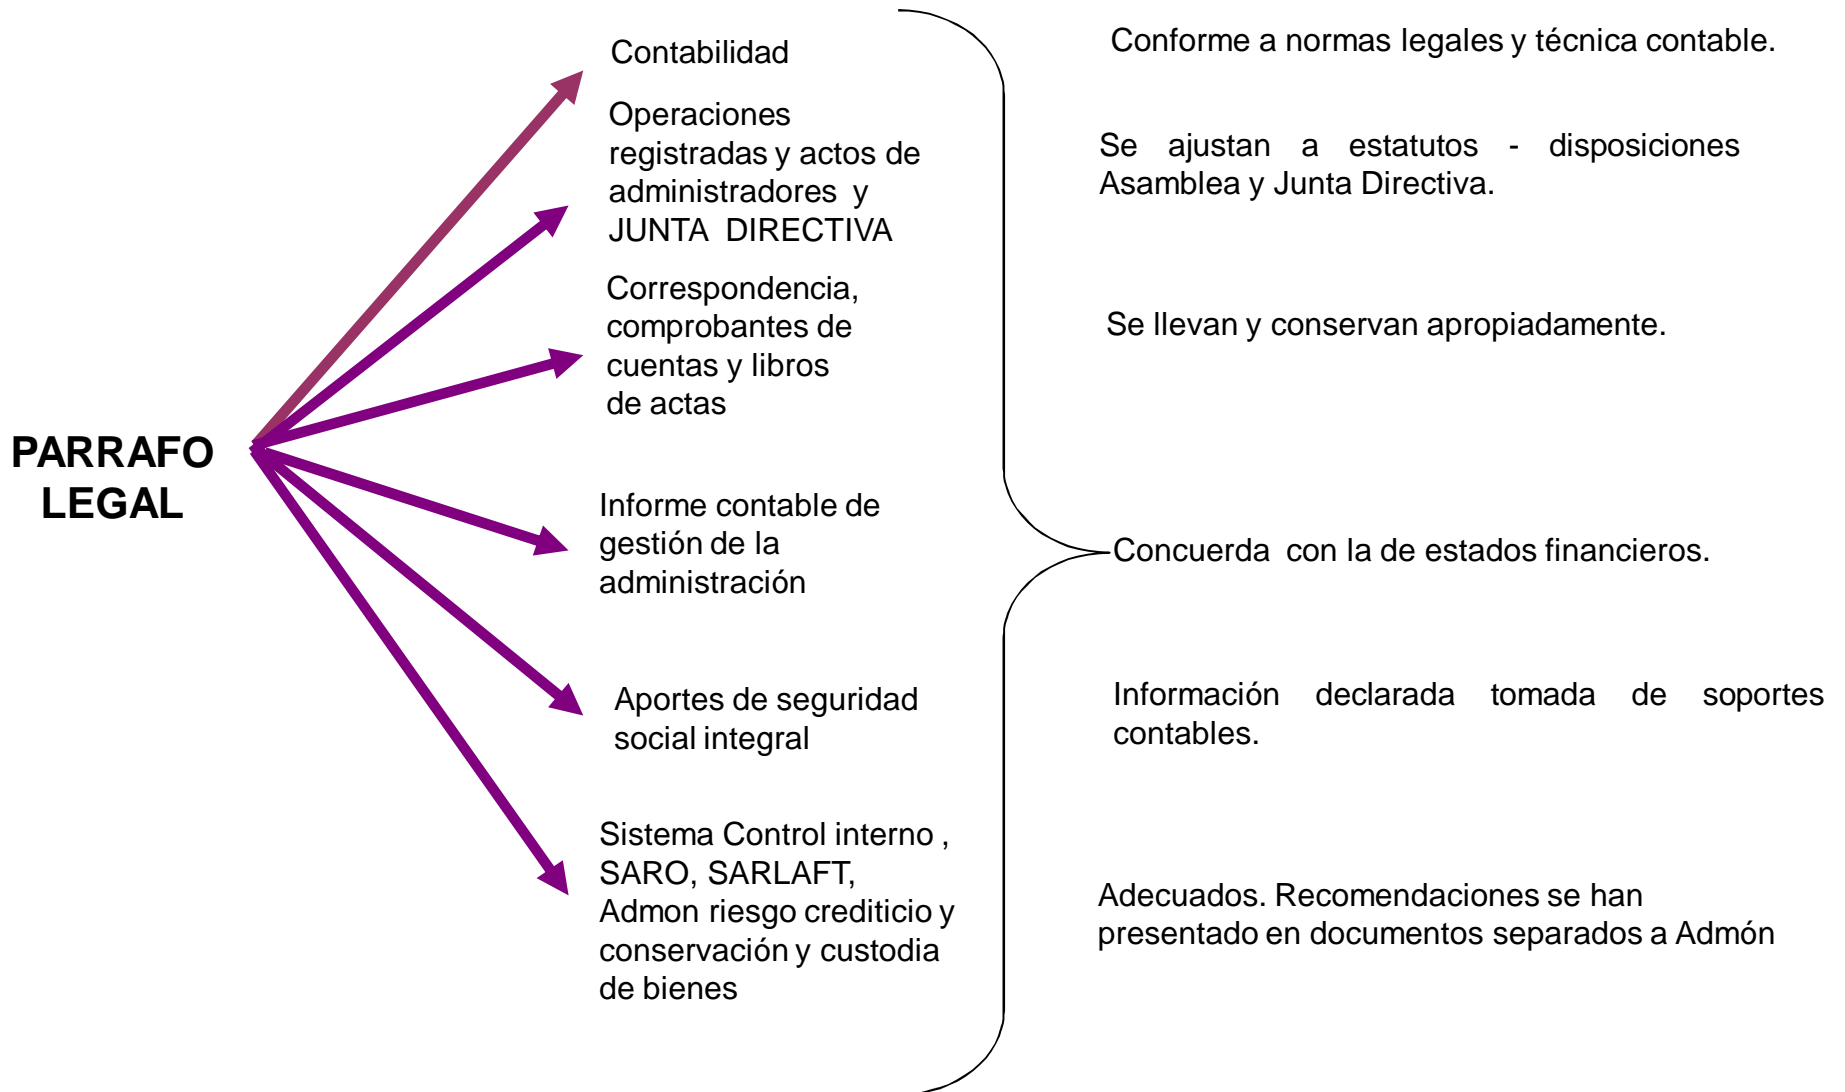 PARRAFO
LEGAL
Contabilidad
Conforme a normas legales y técnica contable.
Operaciones
registradas y actos de
administradores y
JUNTA DIRECTIVA
Se ajustan a estatutos - disposiciones
Asamblea y Junta Directiva.
Correspondencia,
comprobantes de
cuentas y libros
de actas
Se llevan y conservan apropiadamente.
Informe contable de
gestión de la
administración
Concuerda con la de estados financieros.
Aportes de seguridad
social integral
Información declarada tomada de soportes
contables.
Sistema Control interno ,
SARO, SARLAFT,
Admon riesgo crediticio y
conservación y custodia
de bienes
Adecuados. Recomendaciones se han
presentado en documentos separados a Admón